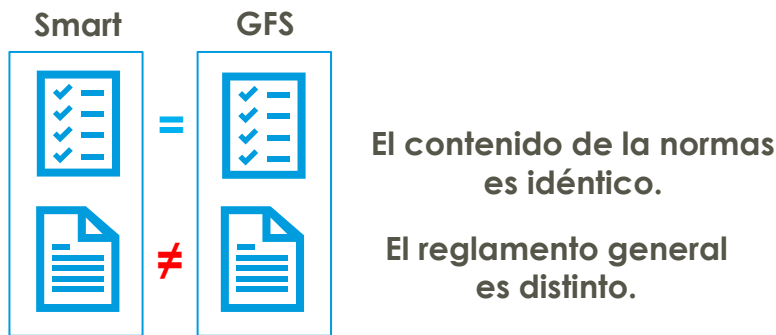 Smart GFS
=
El contenido de la normas
es idéntico.
≠
El reglamento general
es distinto.